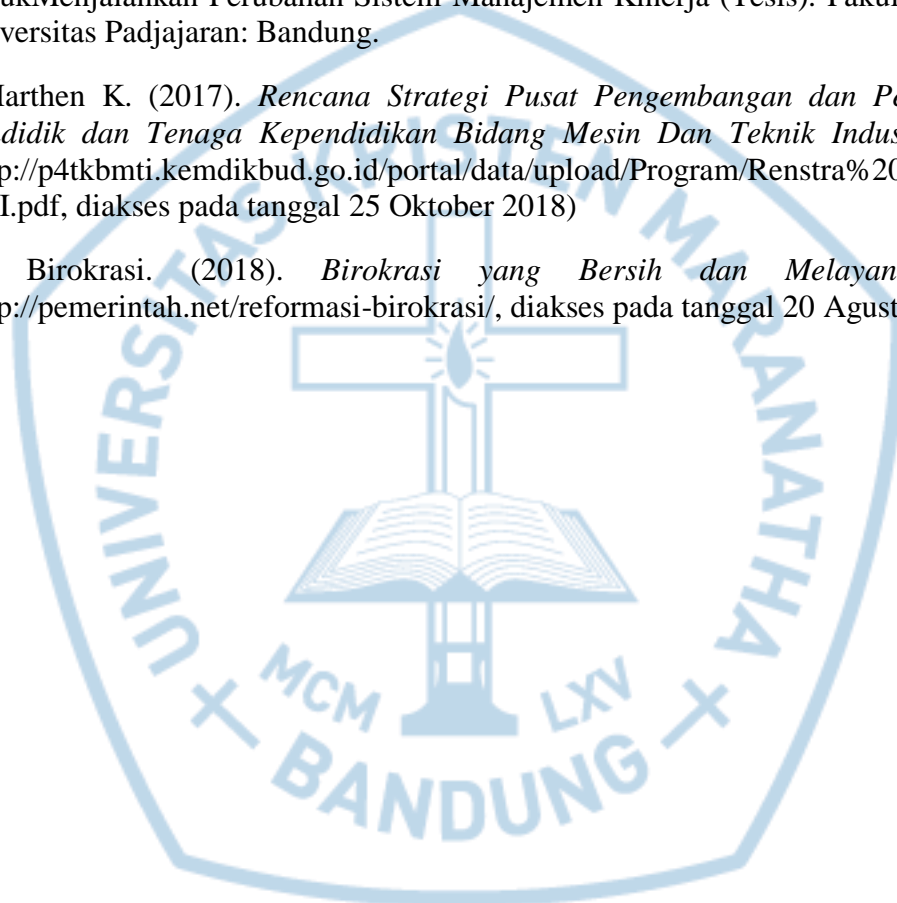 ukMenjalankan Perubahan Sistem Manajemen Kinerja (Tesis). Faku
versitas Padjajaran: Bandung.
Marthen K. (2017). Rencana Strategi Pusat Pengembangan dan Pe
didik dan Tenaga Kependidikan Bidang Mesin Dan Teknik Indus
p://p4tkbmti.kemdikbud.go.id/portal/data/upload/Program/Renstra%20
I.pdf, diakses pada tanggal 25 Oktober 2018)
Birokrasi. (2018). Birokrasi yang Bersih dan Melayan
p://pemerintah.net/reformasi-birokrasi/, diakses pada tanggal 20 Agust
UNIVERSITAS KRISTEN MARANATHA
MCM LXV
BANDUNG